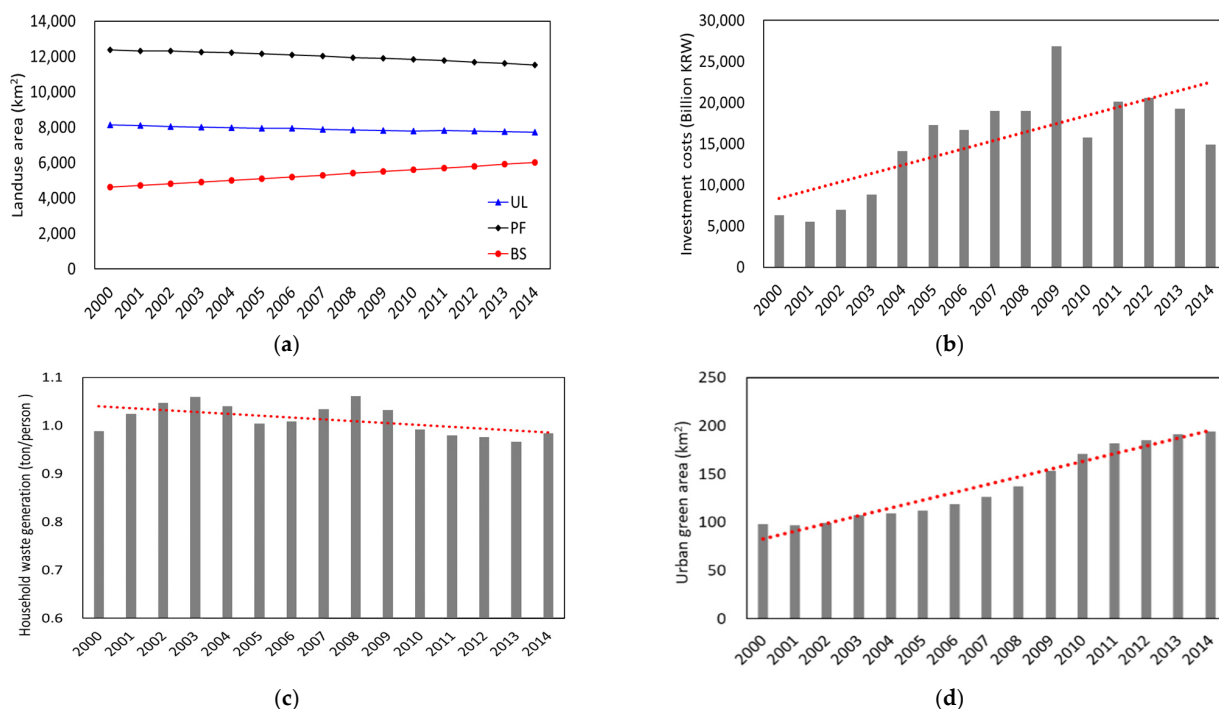 14,000
12,000
10,000
8,000
6,000
4,000
2,000
0
Landuse area (km²)
UL
PF
BS
2000 2001 2002 2003 2004 2005 2006 2007 2008 2009 2010 2011 2012 2013 2014
(a)
30,000
25,000
20,000
15,000
10,000
5,000
0
Investment costs (Billion KRW)
2000 2001 2002 2003 2004 2005 2006 2007 2008 2009 2010 2011 2012 2013 2014
(b)
1.1
1.0
0.9
0.8
0.7
0.6
Household waste generation (ton/person )
2000 2001 2002 2003 2004 2005 2006 2007 2008 2009 2010 2011 2012 2013 2014
(c)
250
200
150
100
50
0
Urban green area (km²)
2000 2001 2002 2003 2004 2005 2006 2007 2008 2009 2010 2011 2012 2013 2014
(d)